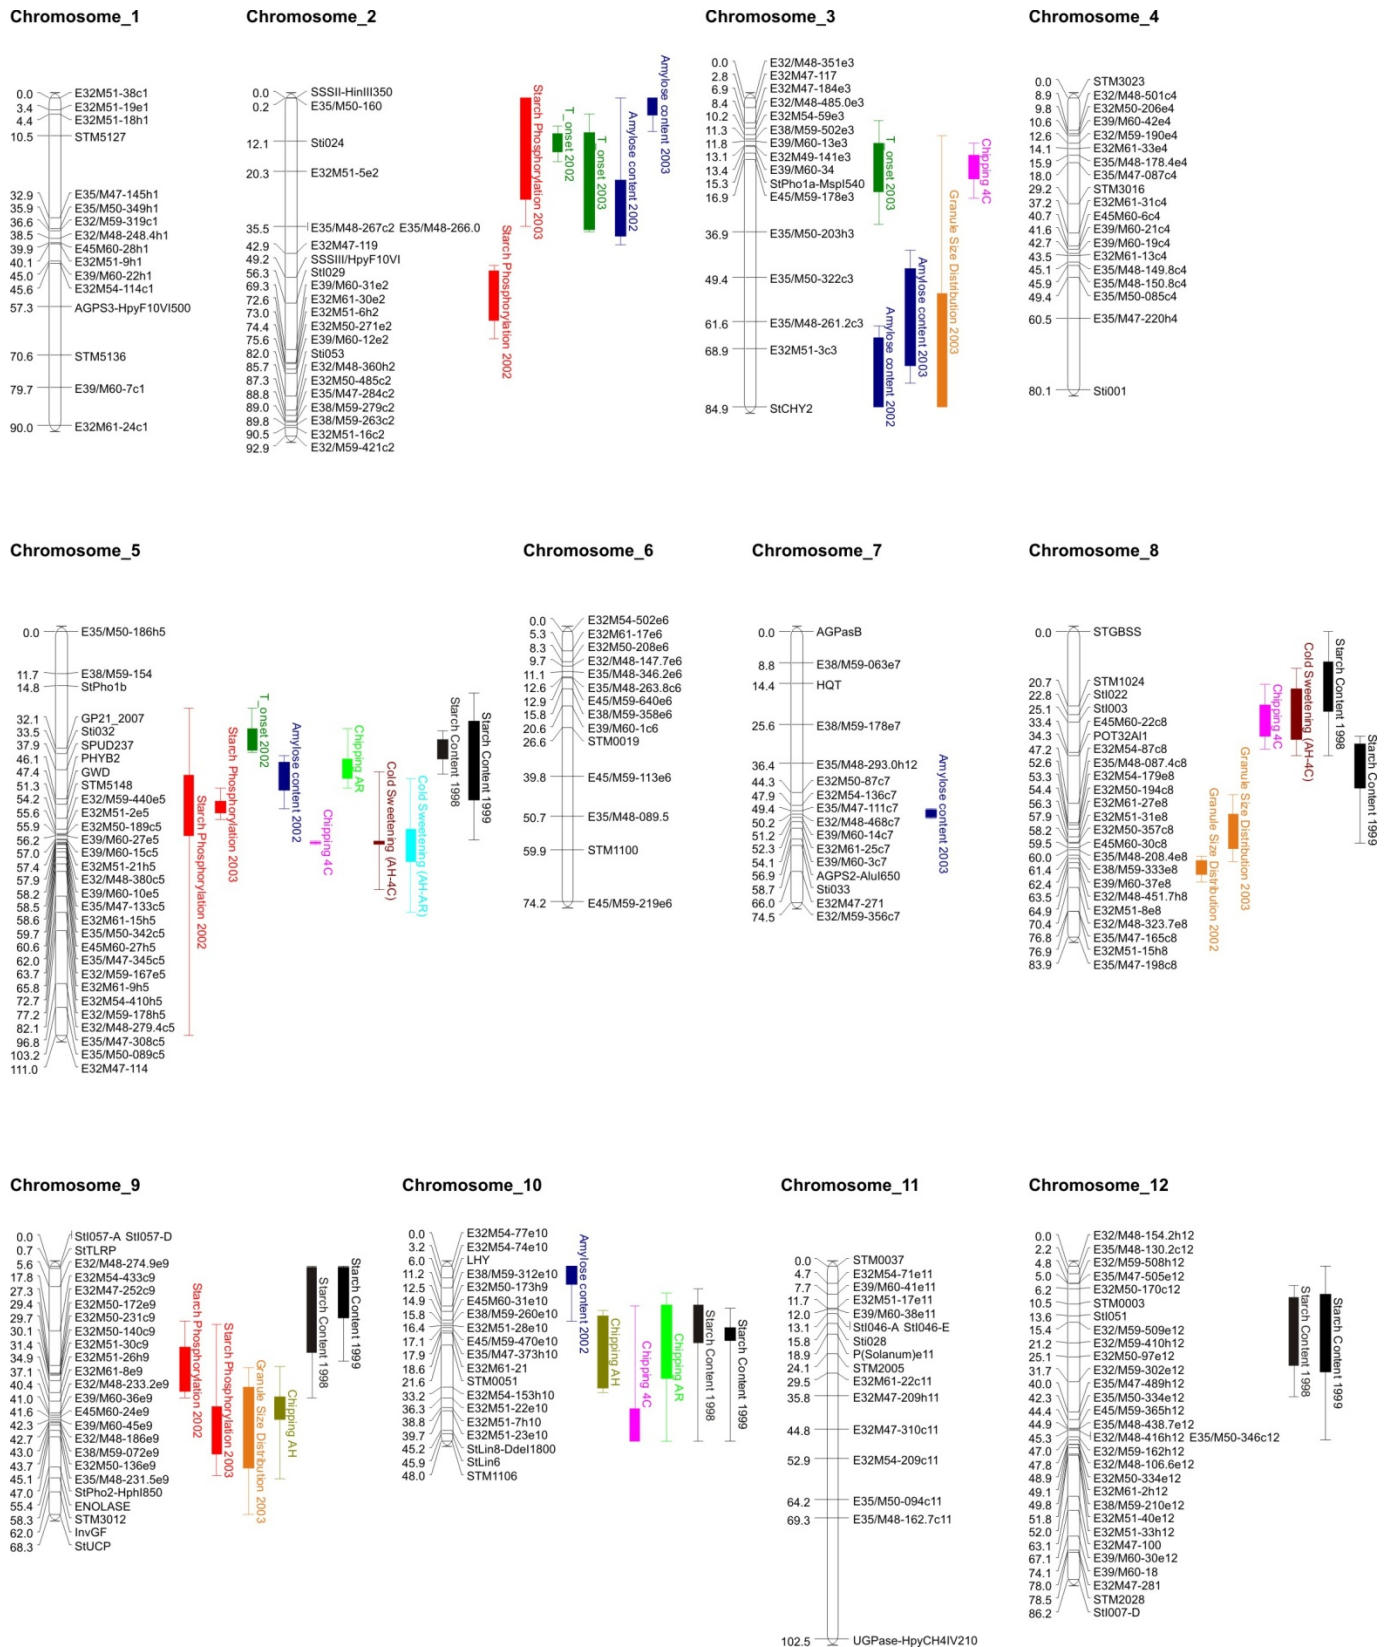 Chromosome_1
0.0 E32M51-38c1
3.4 E32M51-19e1
4.4 E32M51-18h1
10.5 STM5127
32.9 E35/M47-145h1
35.9 E35/M50-349h1
36.6 E32/M59-319c1
38.5 E32/M48-248.4h1
39.9 E45M60-28h1
40.1 E32M51-9h1
45.0 E39/M60-22h1
45.6 E32M54-114c1
57.3 AGPS3-HpyF10VI500
70.6 STM5136
79.7 E39/M60-7c1
90.0 E32M61-24c1
Chromosome_2
0.0 SSSII-HinIII350
0.2 E35/M50-160
12.1 Sti024
20.3 E32M51-5e2
35.5 E35/M48-267c2 E35/M48-266.0
42.9 E32M47-119
49.2 SSSIII/HpyF10VI
56.3 StI029
69.3 E39/M60-31e2
72.6 E32M61-30e2
73.0 E32M51-6h2
74.4 E32M50-271e2
75.6 E39/M60-12e2
82.0 Sti053
85.7 E32/M48-360h2
87.3 E32M50-485c2
88.8 E35/M47-284c2
89.0 E38/M59-279c2
89.8 E38/M59-263c2
90.5 E32M51-16c2
92.9 E32/M59-421c2
Starch Phosphorylation 2002
Starch Phosphorylation 2003
T_onset 2002
T_onset 2003
Amylose content 2002
Amylose content 2003
Chromosome_3
0.0 E32/M48-351e3
2.8 E32M47-117
6.9 E32M47-184e3
8.4 E32/M48-485.0e3
10.2 E32M54-59e3
11.3 E38/M59-502e3
11.8 E39/M60-13e3
13.1 E32M49-141e3
13.4 E39/M60-34
15.3 StPho1a-MspI540
16.9 E45/M59-178e3
36.9 E35/M50-203h3
49.4 E35/M50-322c3
61.6 E35/M48-261.2c3
68.9 E32M51-3c3
84.9 StCHY2
T_onset 2003
Amylose content 2002
Amylose content 2003
Granule Size Distribution 2003
Chipping 4C
Chromosome_4
0.0 STM3023
8.9 E32/M48-501c4
9.8 E32M50-206e4
10.6 E39/M60-42e4
12.6 E32/M59-190e4
14.1 E32M61-33e4
15.9 E35/M48-178.4e4
18.0 E35/M47-087c4
29.2 STM3016
37.2 E32M61-31c4
40.7 E45M60-6c4
41.6 E39/M60-21c4
42.7 E39/M60-19c4
43.5 E32M61-13c4
45.1 E35/M48-149.8c4
45.9 E35/M48-150.8c4
49.4 E35/M50-085c4
60.5 E35/M47-220h4
80.1 Sti001
Chromosome_5
0.0 E35/M50-186h5
11.7 E38/M59-154
14.8 StPho1b
32.1 GP21_2007
33.5 Sti032
37.9 SPUD237
46.1 PHYB2
47.4 GWD
51.3 STM5148
54.2 E32/M59-440e5
55.6 E32M51-2e5
55.9 E32M50-189c5
56.2 E39/M60-27e5
57.0 E39/M60-15c5
57.4 E32M51-21h5
57.9 E32/M48-380c5
58.2 E39/M60-10e5
58.5 E35/M47-133c5
58.6 E32M61-15h5
59.7 E35/M50-342c5
60.6 E45M60-27h5
62.0 E35/M47-345c5
63.7 E32/M59-167e5
65.8 E32M61-9h5
72.7 E32M54-410h5
77.2 E32/M59-178h5
82.1 E32/M48-279.4c5
96.8 E35/M47-308c5
103.2 E35/M50-089c5
111.0 E32M47-114
Starch Phosphorylation 2002
Starch Phosphorylation 2003
T_onset 2002
Amylose content 2002
Chipping 4C
Chipping AR
Cold Sweetening (AH-4C)
Cold Sweetening (AH-AR)
Starch Content 1998
Starch Content 1999
Chromosome_6
0.0 E32M54-502e6
5.3 E32M61-17e6
8.3 E32M50-208e6
9.7 E32/M48-147.7e6
11.1 E35/M48-346.2e6
12.6 E35/M48-263.8c6
12.9 E45/M59-640e6
15.8 E38/M59-358e6
20.6 E39/M60-1c6
26.6 STM0019
39.8 E45/M59-113e6
50.7 E35/M48-089.5
59.9 STM1100
74.2 E45/M59-219e6
Chromosome_7
0.0 AGPasB
8.8 E38/M59-063e7
14.4 HQT
25.6 E38/M59-178e7
36.4 E35/M48-293.0h12
44.3 E32M50-87c7
47.9 E32M54-136c7
49.4 E35/M47-111c7
50.2 E32/M48-468c7
51.2 E39/M60-14c7
52.3 E32M61-25c7
54.1 E39/M60-3c7
56.9 AGPS2-AluI650
58.7 Sti033
66.0 E32M47-271
74.5 E32/M59-356c7
Amylose content 2003
Chromosome_8
0.0 STGBSS
20.7 STM1024
22.8 StI022
25.1 StI003
33.4 E45M60-22c8
34.3 POT32AI1
47.2 E32M54-87c8
52.6 E35/M48-087.4c8
53.3 E32M54-179e8
54.4 E32M50-194c8
56.3 E32M61-27e8
57.9 E32M51-31e8
58.2 E32M50-357c8
59.5 E45M60-30c8
60.0 E35/M48-208.4e8
61.4 E38/M59-333e8
62.4 E39/M60-37e8
63.5 E32/M48-451.7h8
64.9 E32M51-8e8
70.4 E32/M48-323.7e8
76.8 E35/M47-165c8
76.9 E32M51-15h8
83.9 E35/M47-198c8
Granule Size Distribution 2002
Granule Size Distribution 2003
Chipping 4C
Cold Sweetening (AH-4C)
Starch Content 1998
Starch Content 1999
Chromosome_9
0.0 StI057-A StI057-D
0.7 StTLRP
5.6 E32/M48-274.9e9
17.8 E32M54-433c9
27.3 E32M47-252c9
29.4 E32M50-172e9
29.7 E32M50-231c9
30.1 E32M50-140c9
31.4 E32M51-30c9
34.9 E32M51-26h9
37.1 E32M61-8e9
40.4 E32/M48-233.2e9
41.0 E39/M60-36e9
41.6 E45M60-24e9
42.3 E39/M60-45e9
42.7 E32/M48-186e9
43.0 E38/M59-072e9
43.7 E32M50-136e9
45.1 E35/M48-231.5e9
47.0 StPho2-HphI850
55.4 ENOLASE
58.3 STM3012
62.0 InvGF
68.3 StUCP
Starch Phosphorylation 2002
Starch Phosphorylation 2003
Granule Size Distribution 2003
Chipping AH
Starch Content 1998
Starch Content 1999
Chromosome_10
0.0 E32M54-77e10
3.2 E32M54-74e10
6.0 LHY
11.2 E38/M59-312e10
12.5 E32M50-173h9
14.9 E45M60-31e10
15.8 E38/M59-260e10
16.4 E32M51-28e10
17.1 E45/M59-470e10
17.9 E35/M47-373h10
18.6 E32M61-21
21.6 STM0051
33.2 E32M54-153h10
36.3 E32M51-22e10
38.8 E32M51-7h10
39.7 E32M51-23e10
45.2 StLin8-DdeI1800
45.9 StLin6
48.0 STM1106
Amylose content 2002
Chipping AH
Chipping 4C
Chipping AR
Starch Content 1998
Starch Content 1999
Chromosome_11
0.0 STM0037
4.7 E32M54-71e11
7.7 E39/M60-41e11
11.7 E32M51-17e11
12.0 E39/M60-38e11
13.1 StI046-A StI046-E
15.8 Sti028
18.9 P(Solanum)e11
24.1 STM2005
29.5 E32M61-22c11
35.8 E32M47-209h11
44.8 E32M47-310c11
52.9 E32M54-209c11
64.2 E35/M50-094c11
69.3 E35/M48-162.7c11
102.5 UGPase-HpyCH4IV210
Chromosome_12
0.0 E32/M48-154.2h12
2.2 E35/M48-130.2c12
4.8 E32/M59-508h12
5.0 E35/M47-505e12
6.2 E32M50-170c12
10.5 STM0003
13.6 StI051
15.4 E32/M59-509e12
21.2 E32/M59-410h12
25.1 E32M50-97e12
31.7 E32/M59-302e12
40.0 E35/M47-489h12
42.3 E35/M50-334e12
44.4 E45/M59-365h12
44.9 E35/M48-438.7e12
45.3 E32/M48-416h12 E35/M50-346c12
47.0 E32/M59-162h12
47.8 E32/M48-106.6e12
48.9 E32M50-334e12
49.1 E32M61-2h12
49.8 E38/M59-210e12
51.8 E32M51-40e12
52.0 E32M51-33h12
63.1 E32M47-100
67.1 E39/M60-30e12
74.1 E39/M60-18
78.0 E32M47-281
78.5 STM2028
86.2 StI007-D
Starch Content 1998
Starch Content 1999